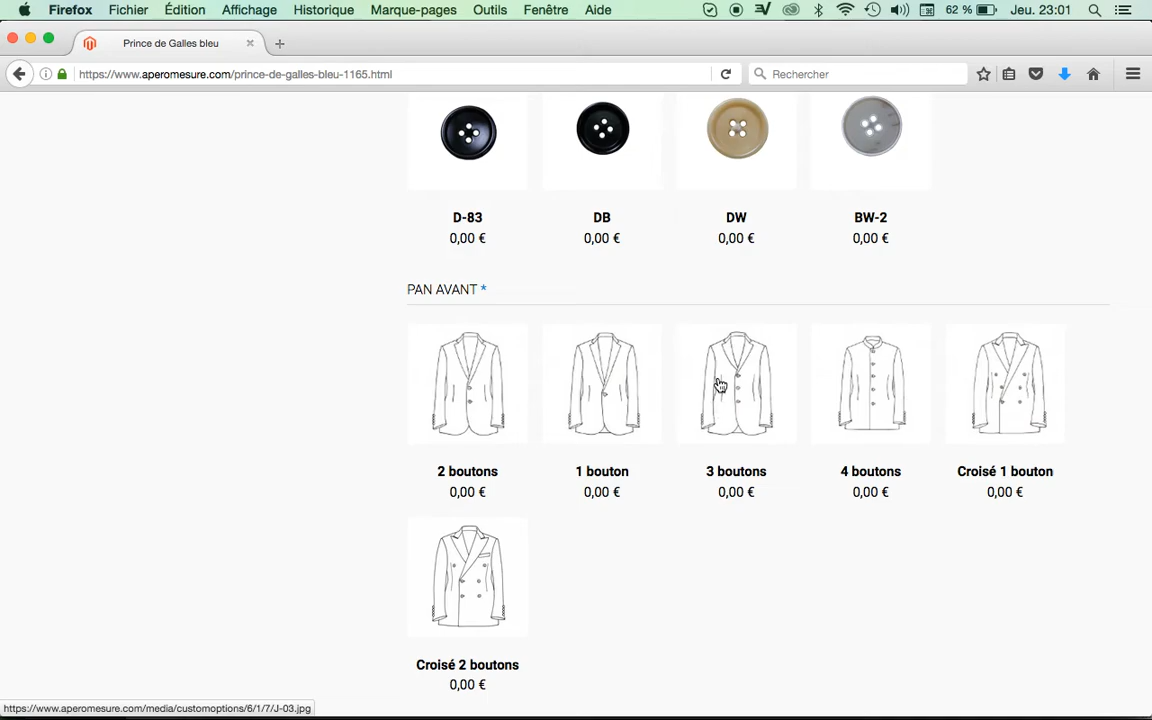 Firefox Fichier Édition Affichage Historique Marque-pages Outils Fenêtre Aide 62 % Jeu. 23:01
Prince de Galles bleu
https://www.aperomesure.com/prince-de-galles-bleu-1165.html Rechercher
D-83 DB DW BW-2
0,00 € 0,00 € 0,00 € 0,00 €
PAN AVANT *
2 boutons 1 bouton 3 boutons 4 boutons Croisé 1 bouton
0,00 € 0,00 € 0,00 € 0,00 € 0,00 €
Croisé 2 boutons
0,00 €
https://www.aperomesure.com/media/customoptions/6/1/7/J-03.jpg